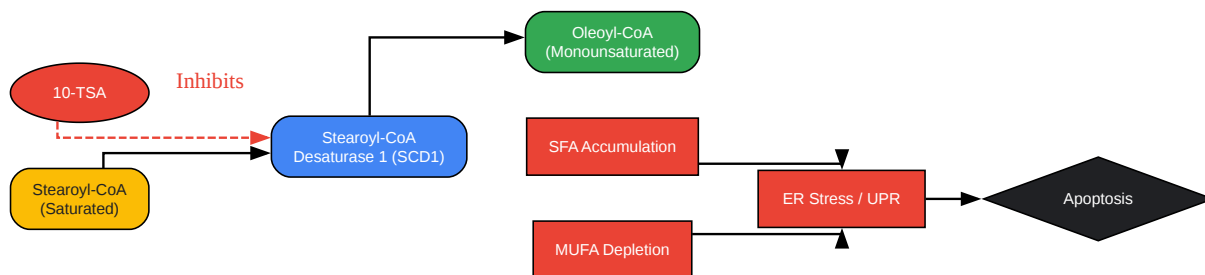 Oleoyl-CoA
(Monounsaturated)
10-TSA
Inhibits
Stearoyl-CoA
Desaturase 1 (SCD1)
Stearoyl-CoA
(Saturated)
SFA Accumulation
ER Stress / UPR
Apoptosis
MUFA Depletion